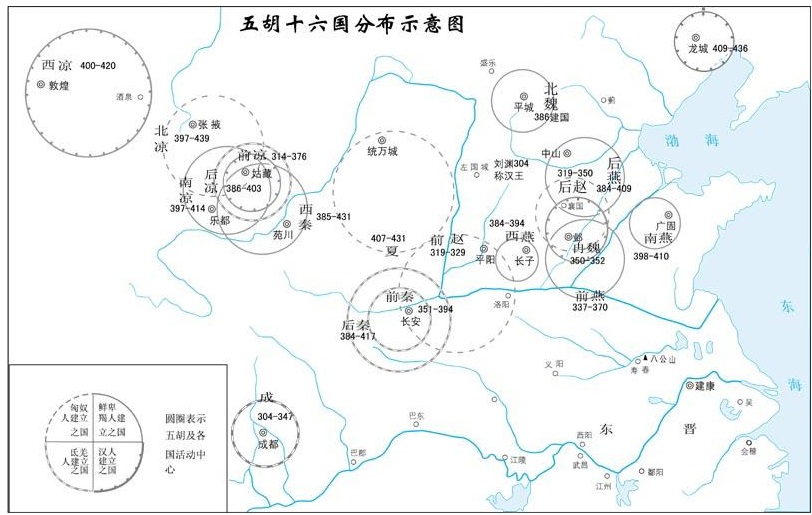 五胡十六国分布示意图
西凉 400-420
敦煌
酒泉
龙城 409-436
盛乐
北魏
平城
386建国
蓟
渤海
张掖
397-439
北凉
统万城
左国城
刘渊304
称汉王
中山
319-350
后赵
后燕
384-409
前凉 314-376
姑藏
后凉
386-403
南凉
397-414
乐都
西秦
385-431
苑川
襄国
邺
冉魏
350-352
广固
南燕
398-410
384-394
西燕
长子
407-431
夏
前赵
319-329
平阳
前燕
337-370
前秦
351-394
长安
后秦
384-417
洛阳
东海
义阳
寿春
八公山
建康
吴
会稽
东晋
成
304-347
成都
巴东
巴郡
江陵
西阳
武邑
江州
鄱阳
匈奴
人建立
之国
鲜卑
羯人建
立之国
氐羌
人建立
之国
汉人
建立
之国
圆圈表示
五胡及各
国活动中
心